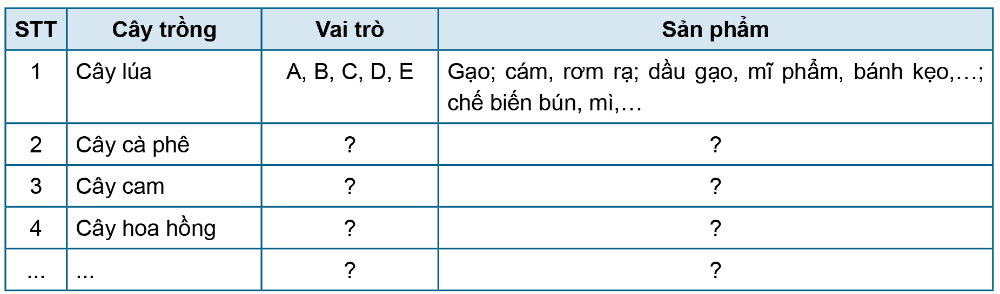 STT Cây trồng Vai trò Sản phẩm
1 Cây lúa A, B, C, D, E Gạo; cám, rơm rạ; dầu gạo, mĩ phẩm, bánh kẹo,…;
chế biến bún, mì,…
2 Cây cà phê ? ?
3 Cây cam ? ?
4 Cây hoa hồng ? ?
... ... ? ?